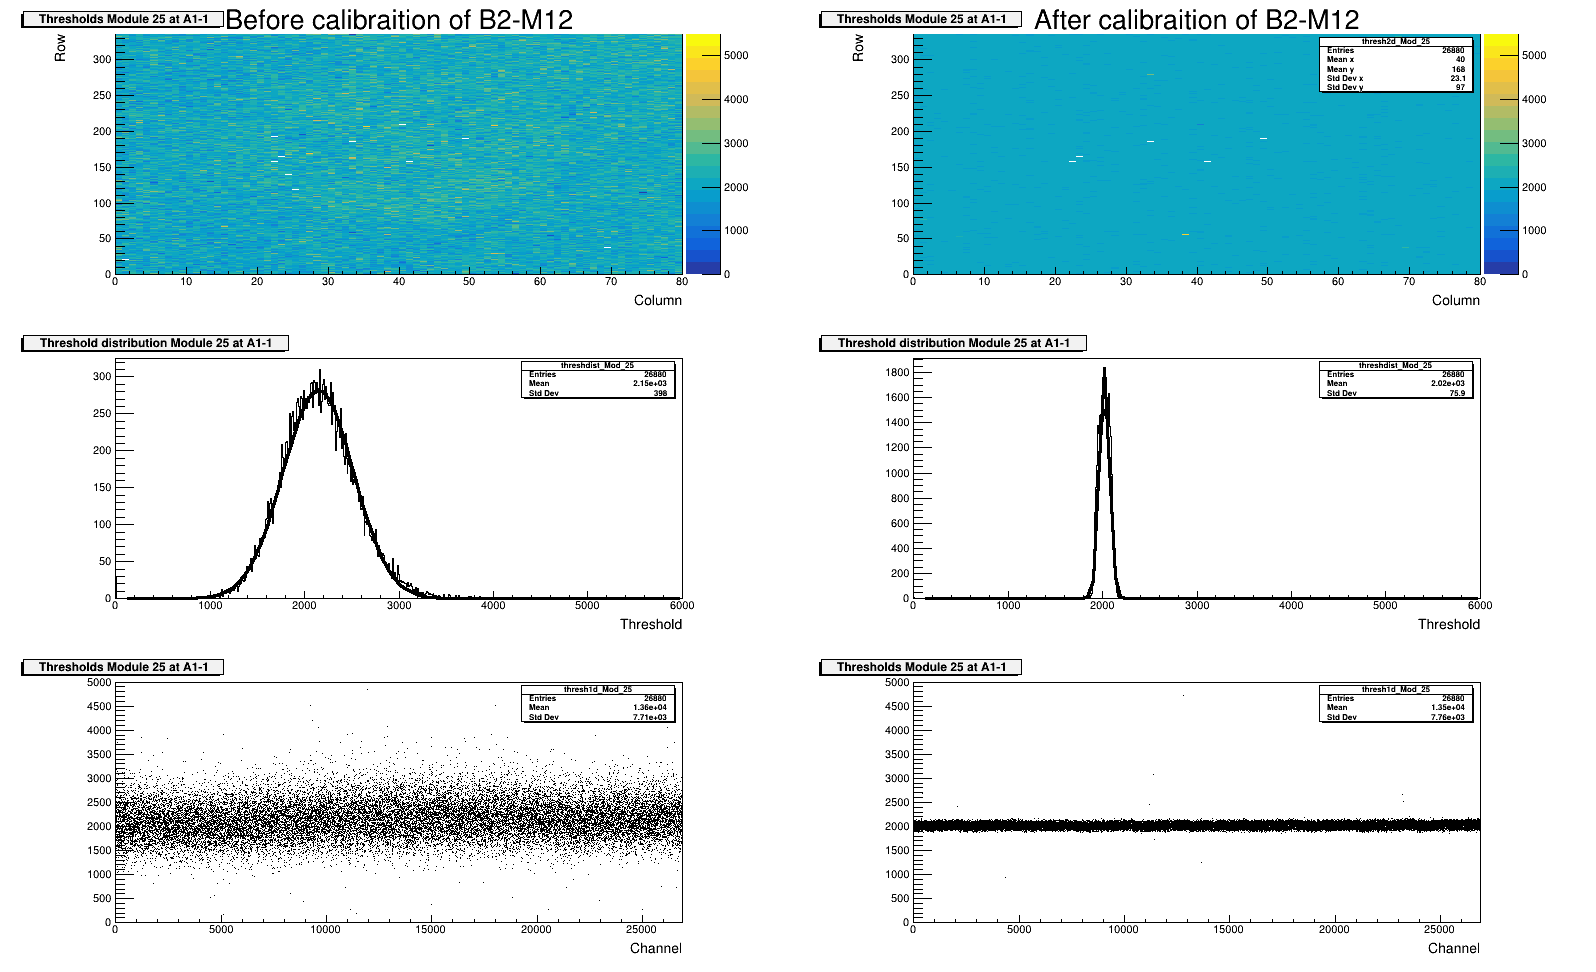 Thresholds Module 25 at A1-1
Before calibraition of B2-M12
Row
300
250
200
150
100
50
0
0 10 20 30 40 50 60 70 80
Column
5000
4000
3000
2000
1000
0
Thresholds Module 25 at A1-1
After calibraition of B2-M12
Row
300
250
200
150
100
50
0
0 10 20 30 40 50 60 70 80
Column
thresh2d_Mod_25
Entries 26880
Mean x 40
Mean y 168
Std Dev x 23.1
Std Dev y 97
5000
4000
3000
2000
1000
0
Threshold distribution Module 25 at A1-1
300
250
200
150
100
50
0
0 1000 2000 3000 4000 5000 6000
Threshold
threshdist_Mod_25
Entries 26880
Mean 2.15e+03
Std Dev 398
Threshold distribution Module 25 at A1-1
1800
1600
1400
1200
1000
800
600
400
200
0
0 1000 2000 3000 4000 5000 6000
Threshold
threshdist_Mod_25
Entries 26880
Mean 2.02e+03
Std Dev 75.9
Thresholds Module 25 at A1-1
5000
4500
4000
3500
3000
2500
2000
1500
1000
500
0
0 5000 10000 15000 20000 25000
Channel
thresh1d_Mod_25
Entries 26880
Mean 1.36e+04
Std Dev 7.71e+03
Thresholds Module 25 at A1-1
5000
4500
4000
3500
3000
2500
2000
1500
1000
500
0
0 5000 10000 15000 20000 25000
Channel
thresh1d_Mod_25
Entries 26880
Mean 1.35e+04
Std Dev 7.76e+03